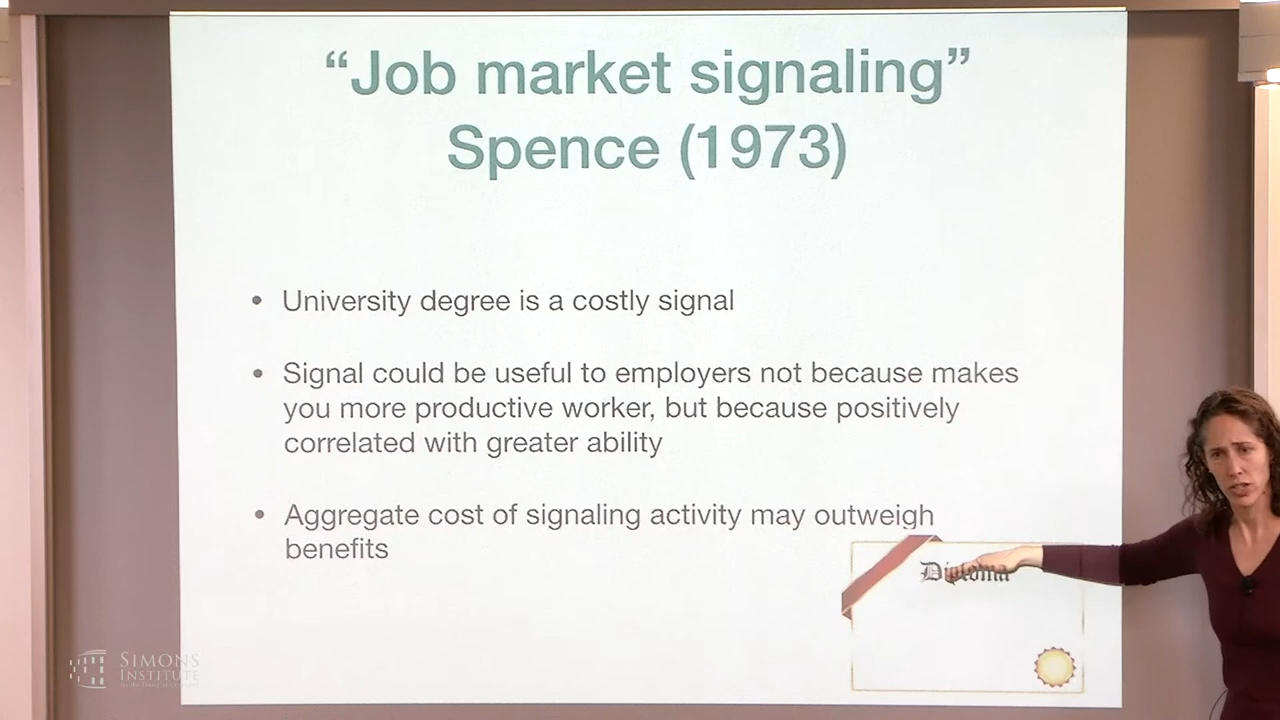 “Job market signaling”
Spence (1973)
• University degree is a costly signal
• Signal could be useful to employers not because makes
you more productive worker, but because positively
correlated with greater ability
• Aggregate cost of signaling activity may outweigh
benefits
Diploma
SIMONS
INSTITUTE